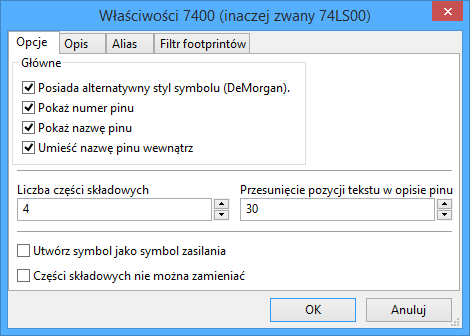 Właściwości 7400 (inaczej zwany 74LS00)
Opcje Opis Alias Filtr footprintów
Główne
Posiada alternatywny styl symbolu (DeMorgan).
Pokaż numer pinu
Pokaż nazwę pinu
Umieść nazwę pinu wewnątrz
Liczba części składowych Przesunięcie pozycji tekstu w opisie pinu
4 30
Utwórz symbol jako symbol zasilania
Części składowych nie można zamieniać
OK Anuluj